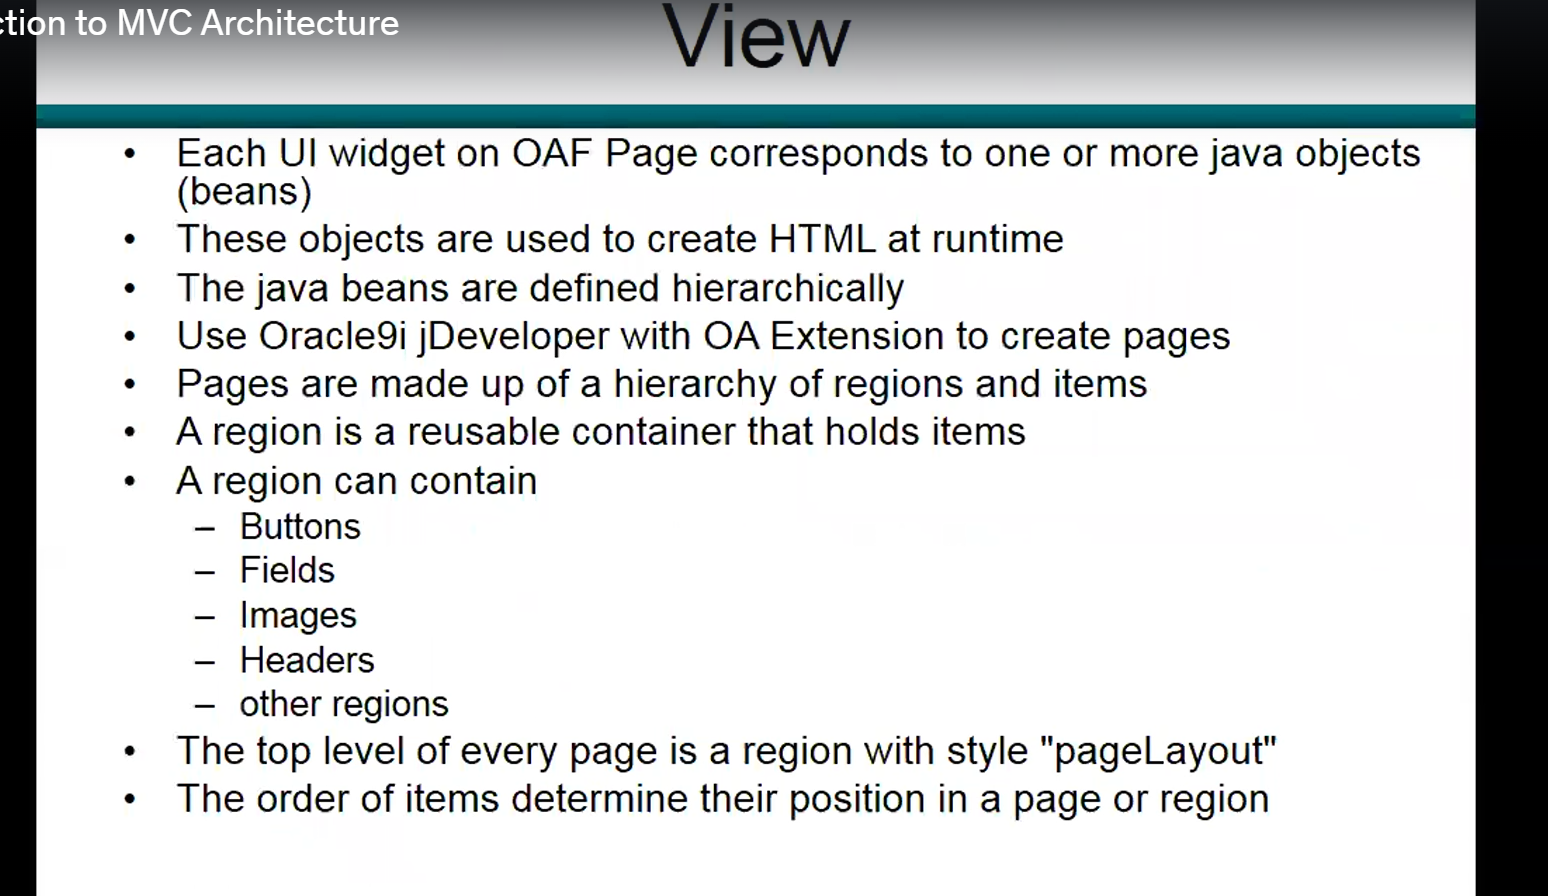 to MVC Architecture
View
• Each UI widget on OAF Page corresponds to one or more java objects
(beans)
• These objects are used to create HTML at runtime
• The java beans are defined hierarchically
• Use Oracle9i jDeveloper with OA Extension to create pages
• Pages are made up of a hierarchy of regions and items
• A region is a reusable container that holds items
• A region can contain
– Buttons
– Fields
– Images
– Headers
– other regions
• The top level of every page is a region with style "pageLayout"
• The order of items determine their position in a page or region